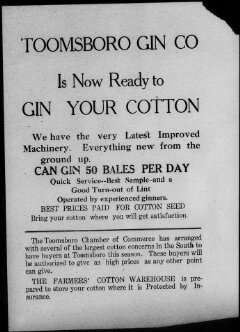 TOOMSBORO GIN CO
Is Now Ready to
GIN YOUR COTTON
We have the very Latest Improved
Machinery. Everything new from the
ground up.
CAN GIN 50 BALES PER DAY
Quick Service--Best Sample--and a
Good Turn-out of Lint
Operated by experienced ginners.
BEST PRICES PAID FOR COTTON SEED
Bring your cotton where you will get satisfaction.
The Toomsboro Chamber of Commerce has arranged
with several of the largest cotton concerns in the South to
have buyers at Toomsboro this season. These buyers will
be authorized to give as high prices as any other point
can give.
THE FARMERS' COTTON WAREHOUSE is pre-
pared to store your cotton where it is Protected by In-
surance.